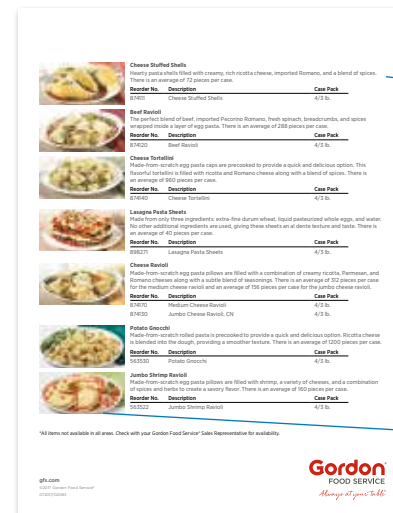 Cheese Stuffed Shells
Hearty pasta shells filled with creamy, rich ricotta cheese, imported Romano, and a blend of spices.
There is an average of 72 pieces per case.
Reorder No. Description Case Pack
874111 Cheese Stuffed Shells 4/3 lb.
Beef Ravioli
The perfect blend of beef, imported Pecorino Romano, fresh spinach, breadcrumbs, and spices
wrapped inside a layer of egg pasta. There is an average of 288 pieces per case.
Reorder No. Description Case Pack
874120 Beef Ravioli 4/3 lb.
Cheese Tortellini
Made-from-scratch egg pasta caps are precooked to provide a quick and delicious option. This
flavorful tortellini is filled with ricotta and Romano cheese along with a blend of spices. There is
an average of 960 pieces per case.
Reorder No. Description Case Pack
874140 Cheese Tortellini 4/3 lb.
Lasagna Pasta Sheets
Made from only three ingredients: extra-fine durum wheat, liquid pasteurized whole eggs, and water.
No other additional ingredients are used, giving these sheets an al dente texture and taste. There is
an average of 40 pieces per case.
Reorder No. Description Case Pack
898271 Lasagna Pasta Sheets 4/3 lb.
Cheese Ravioli
Made-from-scratch egg pasta pillows are filled with a combination of creamy ricotta, Parmesan, and
Romano cheeses along with a subtle blend of seasonings. There is an average of 312 pieces per case
for the medium cheese ravioli and an average of 156 pieces per case for the jumbo cheese ravioli.
Reorder No. Description Case Pack
874170 Medium Cheese Ravioli 4/3 lb.
874130 Jumbo Cheese Ravioli, CN 4/3 lb.
Potato Gnocchi
Made-from-scratch rolled pasta is precooked to provide a quick and delicious option. Ricotta cheese
is blended into the dough, providing a smoother texture. There is an average of 1200 pieces per case.
Reorder No. Description Case Pack
563530 Potato Gnocchi 4/3 lb.
Jumbo Shrimp Ravioli
Made-from-scratch egg pasta pillows are filled with shrimp, a variety of cheeses, and a combination
of spices and herbs to create a savory flavor. There is an average of 160 pieces per case.
Reorder No. Description Case Pack
563522 Jumbo Shrimp Ravioli 4/3 lb.
*All items not available in all areas. Check with your Gordon Food Service® Sales Representative for availability.
Gordon®
FOOD SERVICE
Always at your table®
gfs.com
©2017 Gordon Food Service®